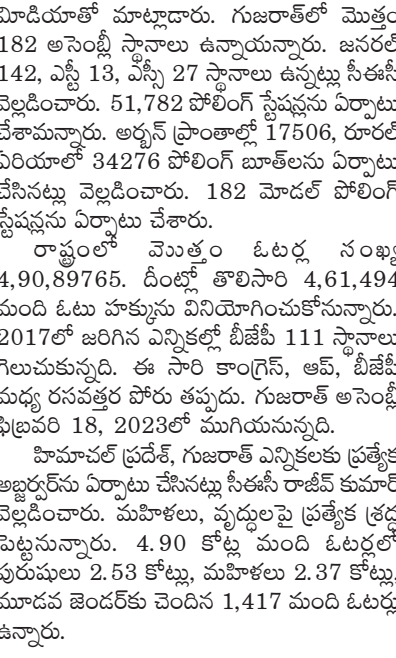 మీడియాతో మాట్లాడారు. గుజరాత్‌లో మొత్తం
182 అసెంబ్లీ స్థానాలు ఉన్నాయన్నారు. జనరల్
142, ఎస్టీ 13, ఎస్సీ 27 స్థానాలు ఉన్నట్లు సీఈసీ
వెల్లడించారు. 51,782 పోలింగ్ స్టేషన్లను ఏర్పాటు
చేశామన్నారు. అర్బన్ ప్రాంతాల్లో 17506, రూరల్
ఏరియాలో 34276 పోలింగ్ బూత్‌లను ఏర్పాటు
చేసినట్లు వెల్లడించారు. 182 మోడల్ పోలింగ్
స్టేషన్లను ఏర్పాటు చేశారు.
రాష్ట్రంలో మొత్తం ఓటర్ల సంఖ్య
4,90,89765. దీంట్లో తొలిసారి 4,61,494
మంది ఓటు హక్కును వినియోగించుకోనున్నారు.
2017లో జరిగిన ఎన్నికల్లో బీజేపీ 111 స్థానాలు
గెలుచుకున్నది. ఈ సారి కాంగ్రెస్, ఆప్, బీజేపీ
మధ్య రసవత్తర పోరు తప్పదు. గుజరాత్ అసెంబ్లీ
ఫిబ్రవరి 18, 2023లో ముగియనున్నది.
హిమాచల్ ప్రదేశ్, గుజరాత్ ఎన్నికలకు ప్రత్యేక
అబ్జర్వర్‌ను ఏర్పాటు చేసినట్లు సీఈసీ రాజీవ్ కుమార్
వెల్లడించారు. మహిళలు, వృద్ధులపై ప్రత్యేక శ్రద్ధ
పెట్టనున్నారు. 4.90 కోట్ల మంది ఓటర్లలో
పురుషులు 2.53 కోట్లు, మహిళలు 2.37 కోట్లు,
మూడవ జెండర్‌కు చెందిన 1,417 మంది ఓటర్లు
ఉన్నారు.